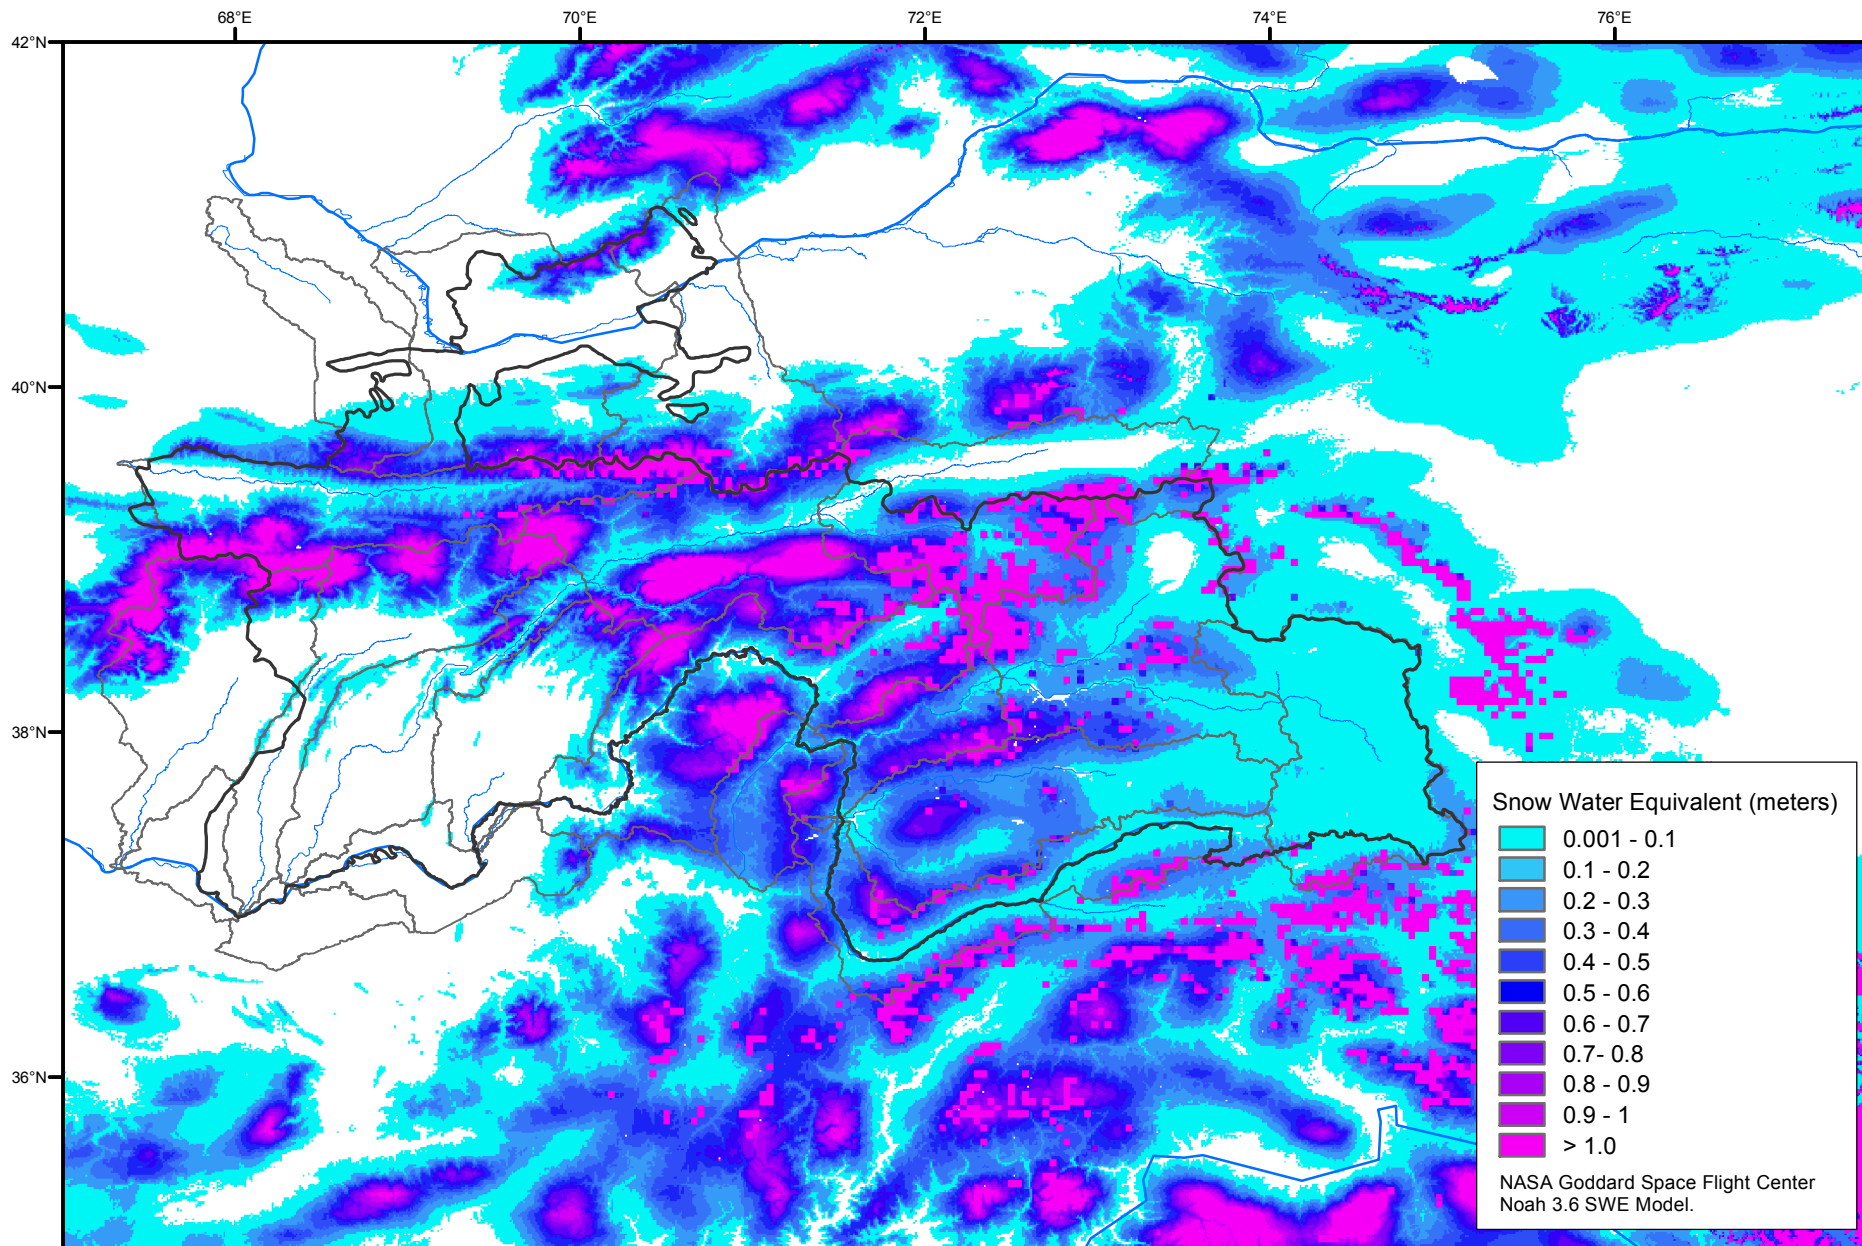 68°E
70°E
72°E
74°E
76°E
42°N
40°N
38°N
36°N
Snow Water Equivalent (meters)
0.001 - 0.1
0.1 - 0.2
0.2 - 0.3
0.3 - 0.4
0.4 - 0.5
0.5 - 0.6
0.6 - 0.7
0.7- 0.8
0.8 - 0.9
0.9 - 1
> 1.0
NASA Goddard Space Flight Center
Noah 3.6 SWE Model.